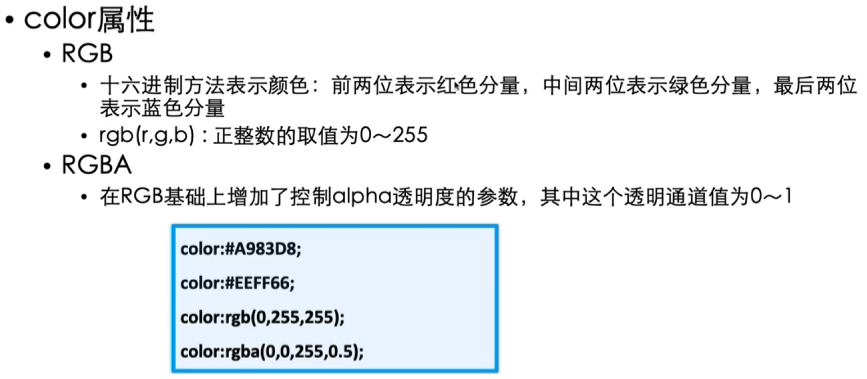 • color属性
• RGB
• 十六进制方法表示颜色：前两位表示红色分量，中间两位表示绿色分量，最后两位
表示蓝色分量
• rgb(r,g,b) : 正整数的取值为0～255
• RGBA
• 在RGB基础上增加了控制alpha透明度的参数，其中这个透明通道值为0～1
color:#A983D8;
color:#EEFF66;
color:rgb(0,255,255);
color:rgba(0,0,255,0.5);